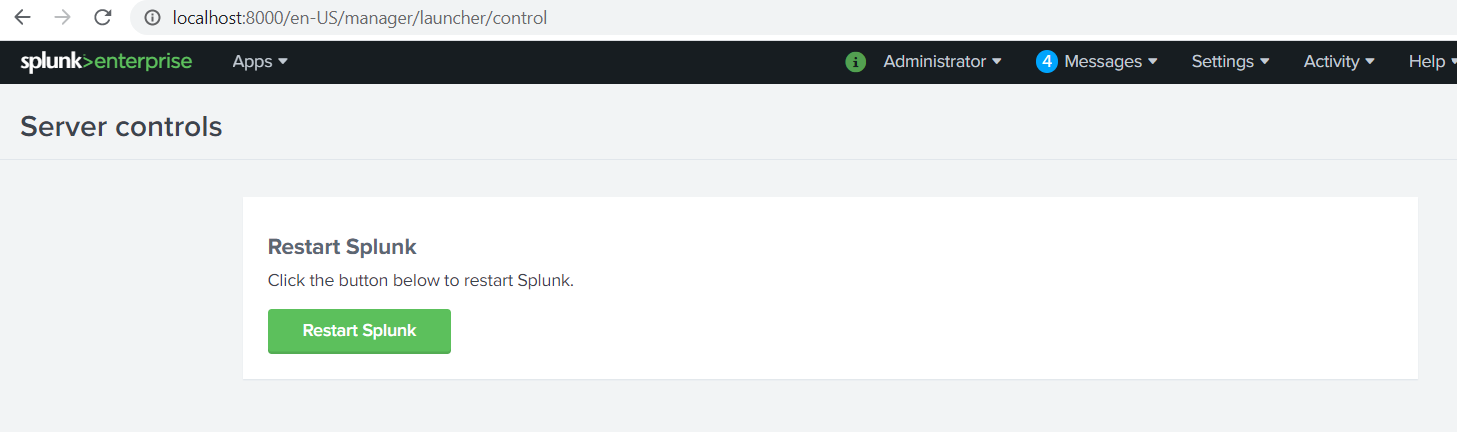 localhost:8000/en-US/manager/launcher/control
splunk>enterprise Apps i Administrator 4 Messages Settings Activity Help
Server controls
Restart Splunk
Click the button below to restart Splunk.
Restart Splunk